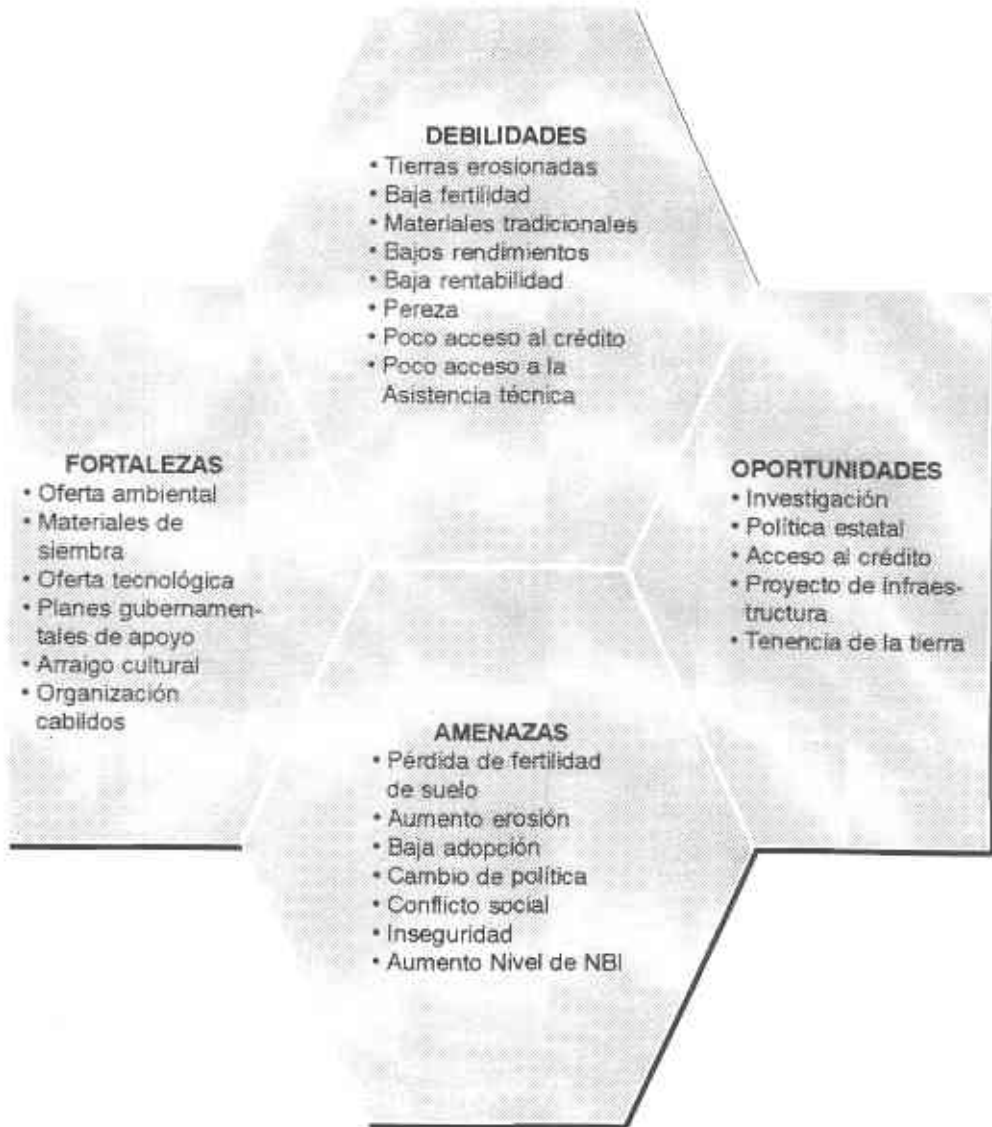 DEBILIDADES
• Tierras erosionadas
• Baja fertilidad
• Materiales tradicionales
• Bajos rendimientos
• Baja rentabilidad
• Pereza
• Poco acceso al crédito
• Poco acceso a la
Asistencia técnica
FORTALEZAS
• Oferta ambiental
• Materiales de
siembra
• Oferta tecnológica
• Planes gubernamen-
tales de apoyo
• Arraigo cultural
• Organización
cabildos
OPORTUNIDADES
• Investigación
• Política estatal
• Acceso al crédito
• Proyecto de infraes-
tructura
• Tenencia de la tierra
AMENAZAS
• Pérdida de fertilidad
de suelo
• Aumento erosión
• Baja adopción
• Cambio de política
• Conflicto social
• Inseguridad
• Aumento Nivel de NBI